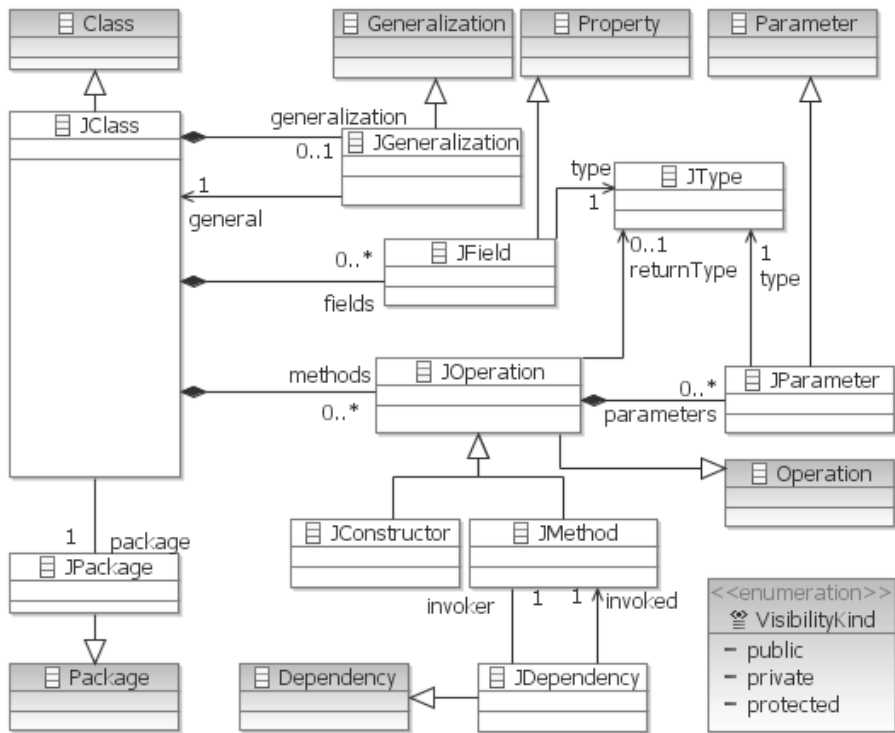 Class
Generalization
Property
Parameter
JClass
generalization
0..1
JGeneralization
1
general
type
1
JType
0..*
JField
fields
0..1
returnType
1
type
methods
0..*
JOperation
0..*
parameters
JParameter
Operation
1
package
JPackage
JConstructor
JMethod
invoker
1
1
invoked
<<enumeration>>
VisibilityKind
– public
– private
– protected
Package
Dependency
JDependency